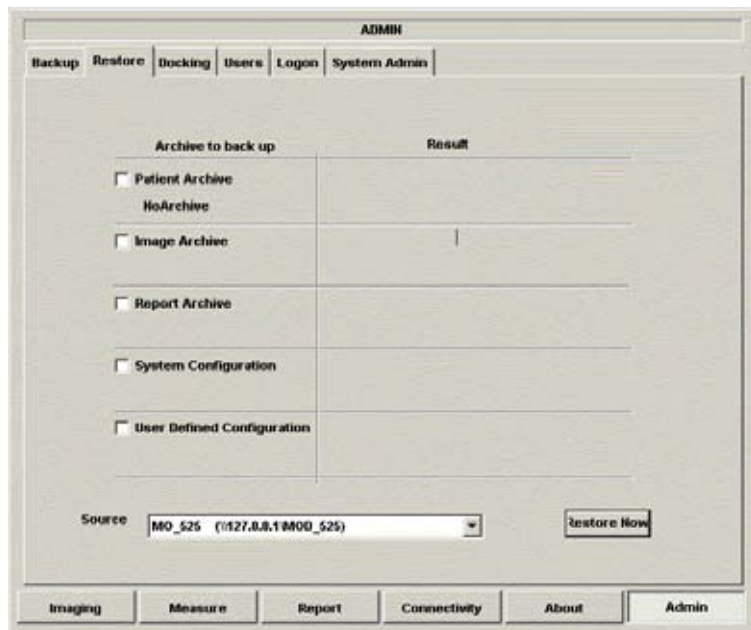 ADMIN
Backup Restore Docking Users Logon System Admin
Archive to back up Result
Patient Archive
NoArchive
Image Archive
Report Archive
System Configuration
User Defined Configuration
Source MO_525 (\\127.0.0.1\MOD_525) Restore Now
Imaging Measure Report Connectivity About Admin